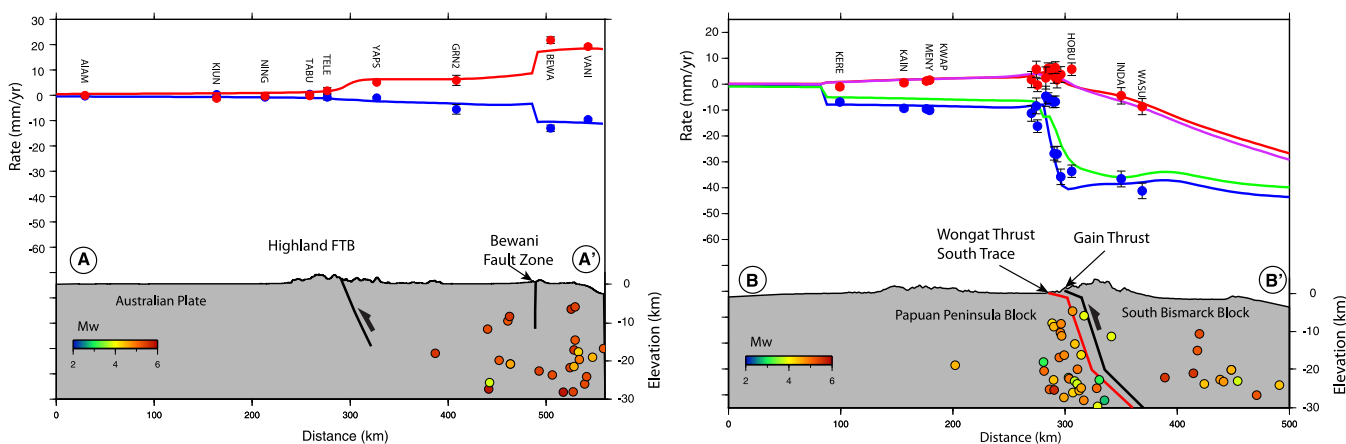 30
20
10
0
-10
-20
-30
-40
-50
-60
Rate (mm/yr)
AIAM
KIUN
NING
TABU
TELE
YAPS
GRN2
BEWA
VANI
Highland FTB
Bewani
Fault Zone
A
A'
Australian Plate
Mw
2 4 6
0
-10
-20
-30
Elevation (km)
0 100 200 300 400 500
Distance (km)
20
10
0
-10
-20
-30
-40
-50
-60
Rate (mm/yr)
KERE
KAIN
MENY
KWAP
HOBU
INDA
WASU
Wongat Thrust
South Trace
Gain Thrust
B
B'
Papuan Peninsula Block
South Bismarck Block
Mw
2 4 6
0
-10
-20
-30
Elevation (km)
0 100 200 300 400 500
Distance (km)